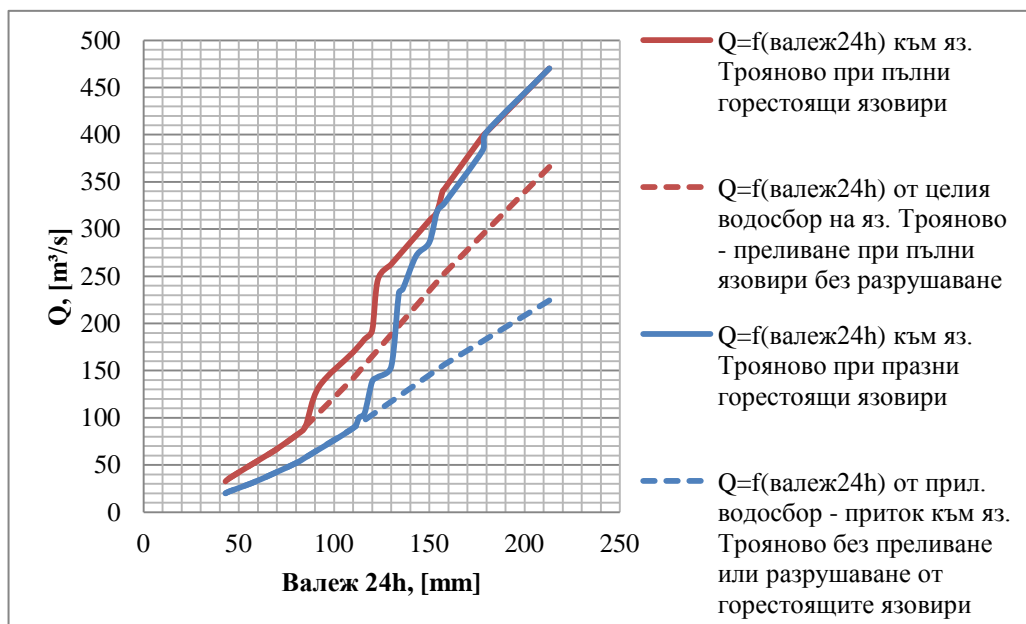 500
450
400
350
300
250
200
150
100
50
0
Q, [m³/s]
0 50 100 150 200 250
Валеж 24h, [mm]
Q=f(валеж24h) към яз.
Трояново при пълни
горестоящи язовири
Q=f(валеж24h) от целия
водосбор на яз. Трояново
- преливане при пълни
язовири без разрушаване
Q=f(валеж24h) към яз.
Трояново при празни
горестоящи язовири
Q=f(валеж24h) от прил.
водосбор - приток към яз.
Трояново без преливане
или разрушаване от
горестоящите язовири